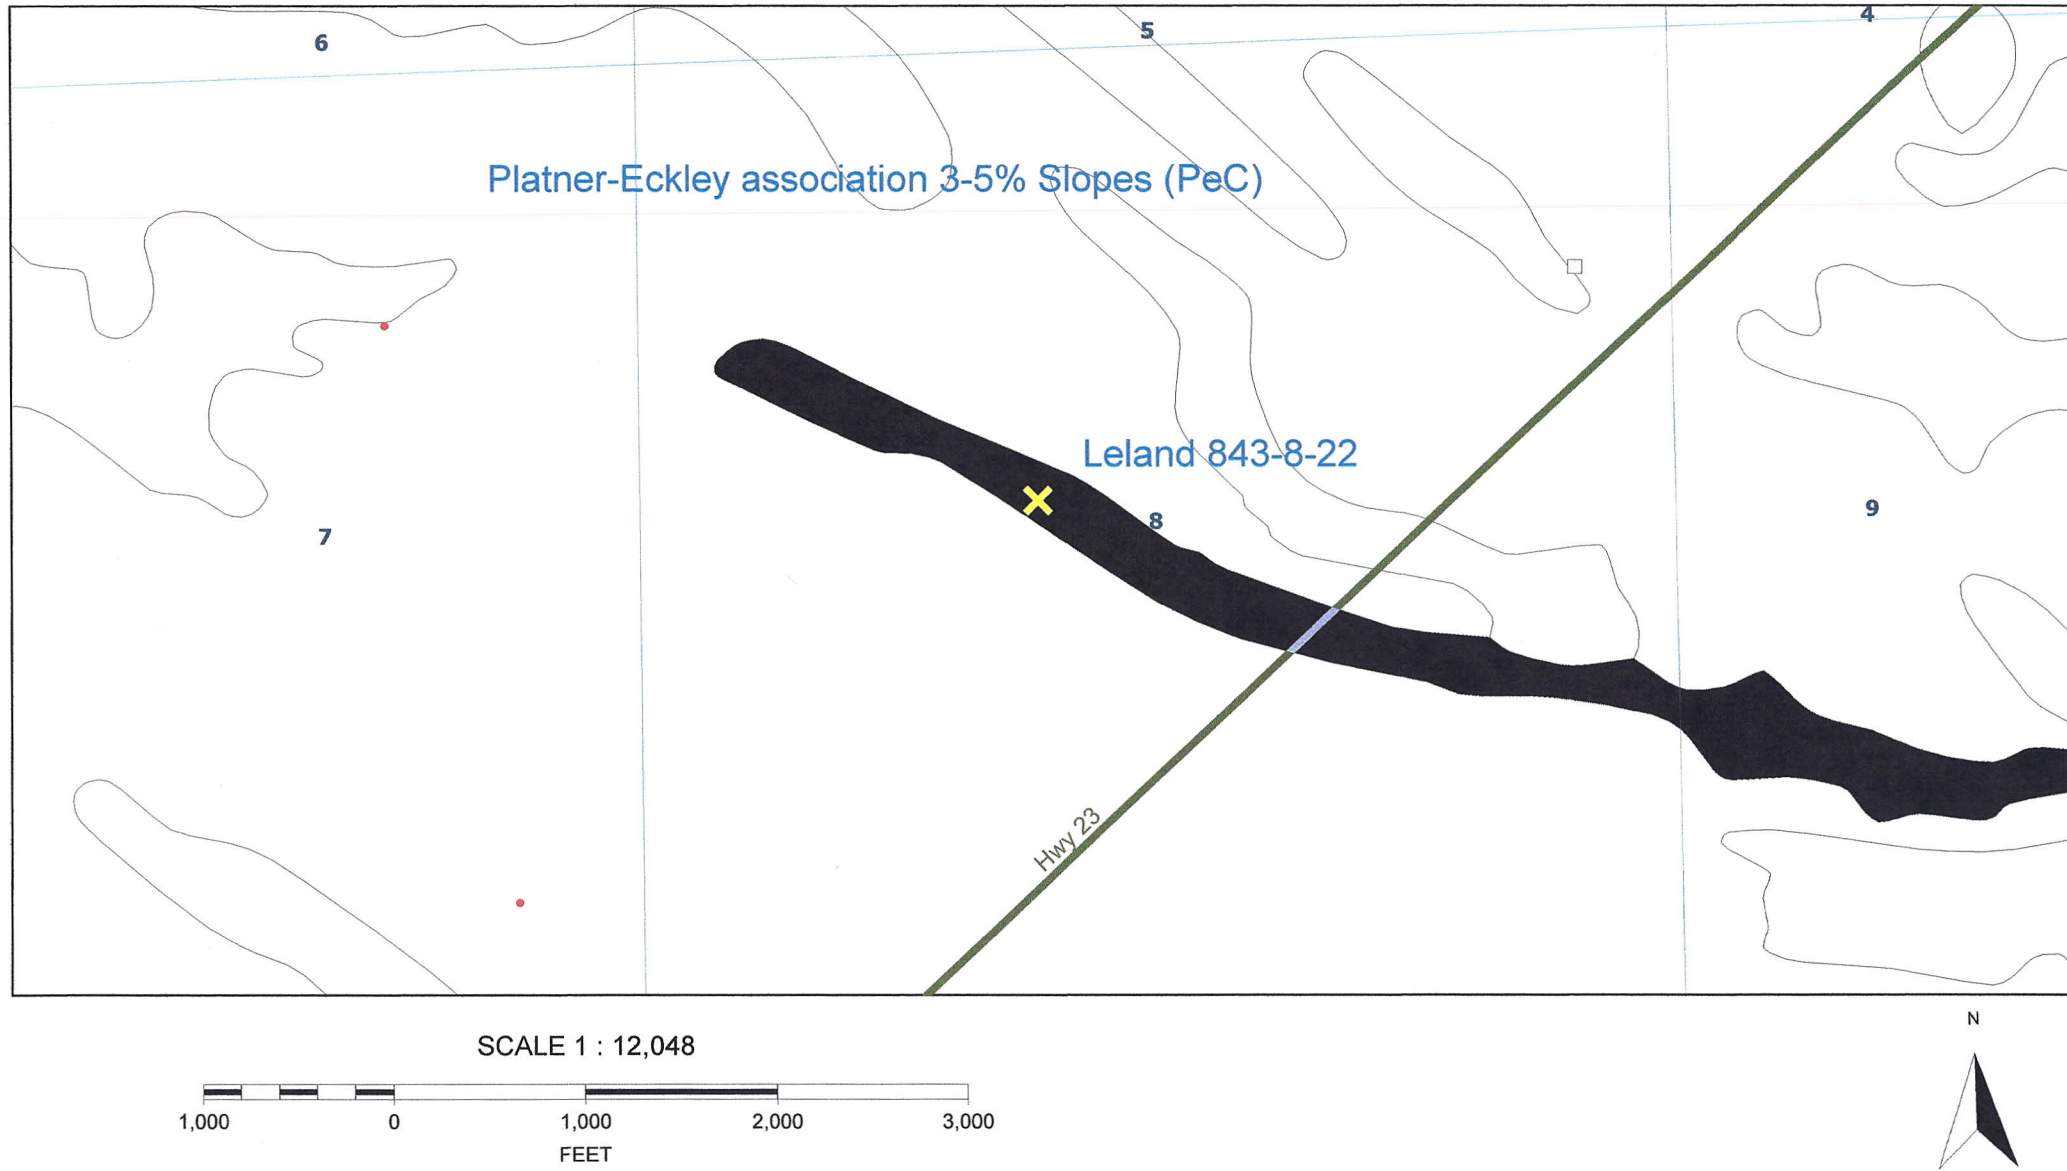 6
5
4
Platner-Eckley association 3-5% Slopes (PeC)
Leland 843-8-22
7
8
9
Hwy 23
SCALE 1 : 12,048
1,000 0 1,000 2,000 3,000
FEET
N